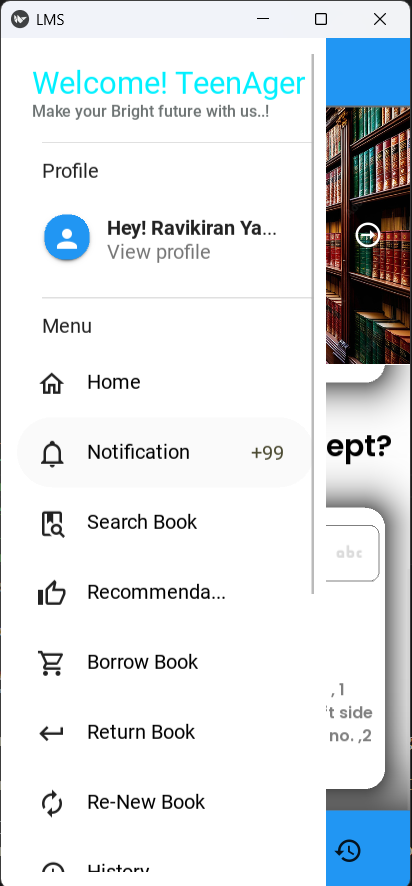 LMS
Welcome! TeenAger
Make your Bright future with us..!
Profile
Hey! Ravikiran Ya...
View profile
Menu
Home
Notification +99
Search Book
Recommenda...
Borrow Book
Return Book
Re-New Book
History
ept?
abc
, 1
't side
no. ,2